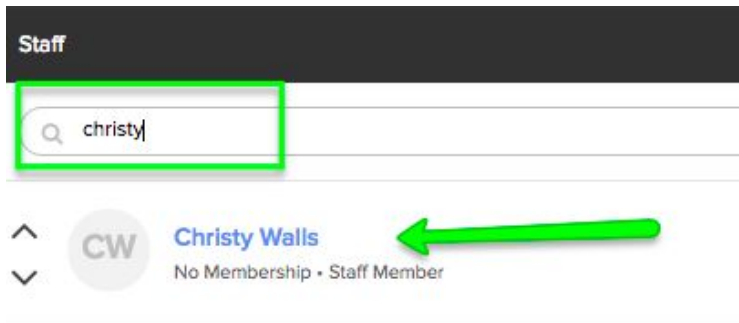 Staff
christy
CW
Christy Walls
No Membership • Staff Member